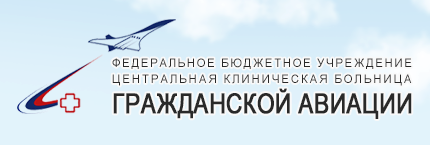 ФЕДЕРАЛЬНОЕ БЮДЖЕТНОЕ УЧРЕЖДЕНИЕ
ЦЕНТРАЛЬНАЯ КЛИНИЧЕСКАЯ БОЛЬНИЦА
ГРАЖДАНСКОЙ АВИАЦИИ